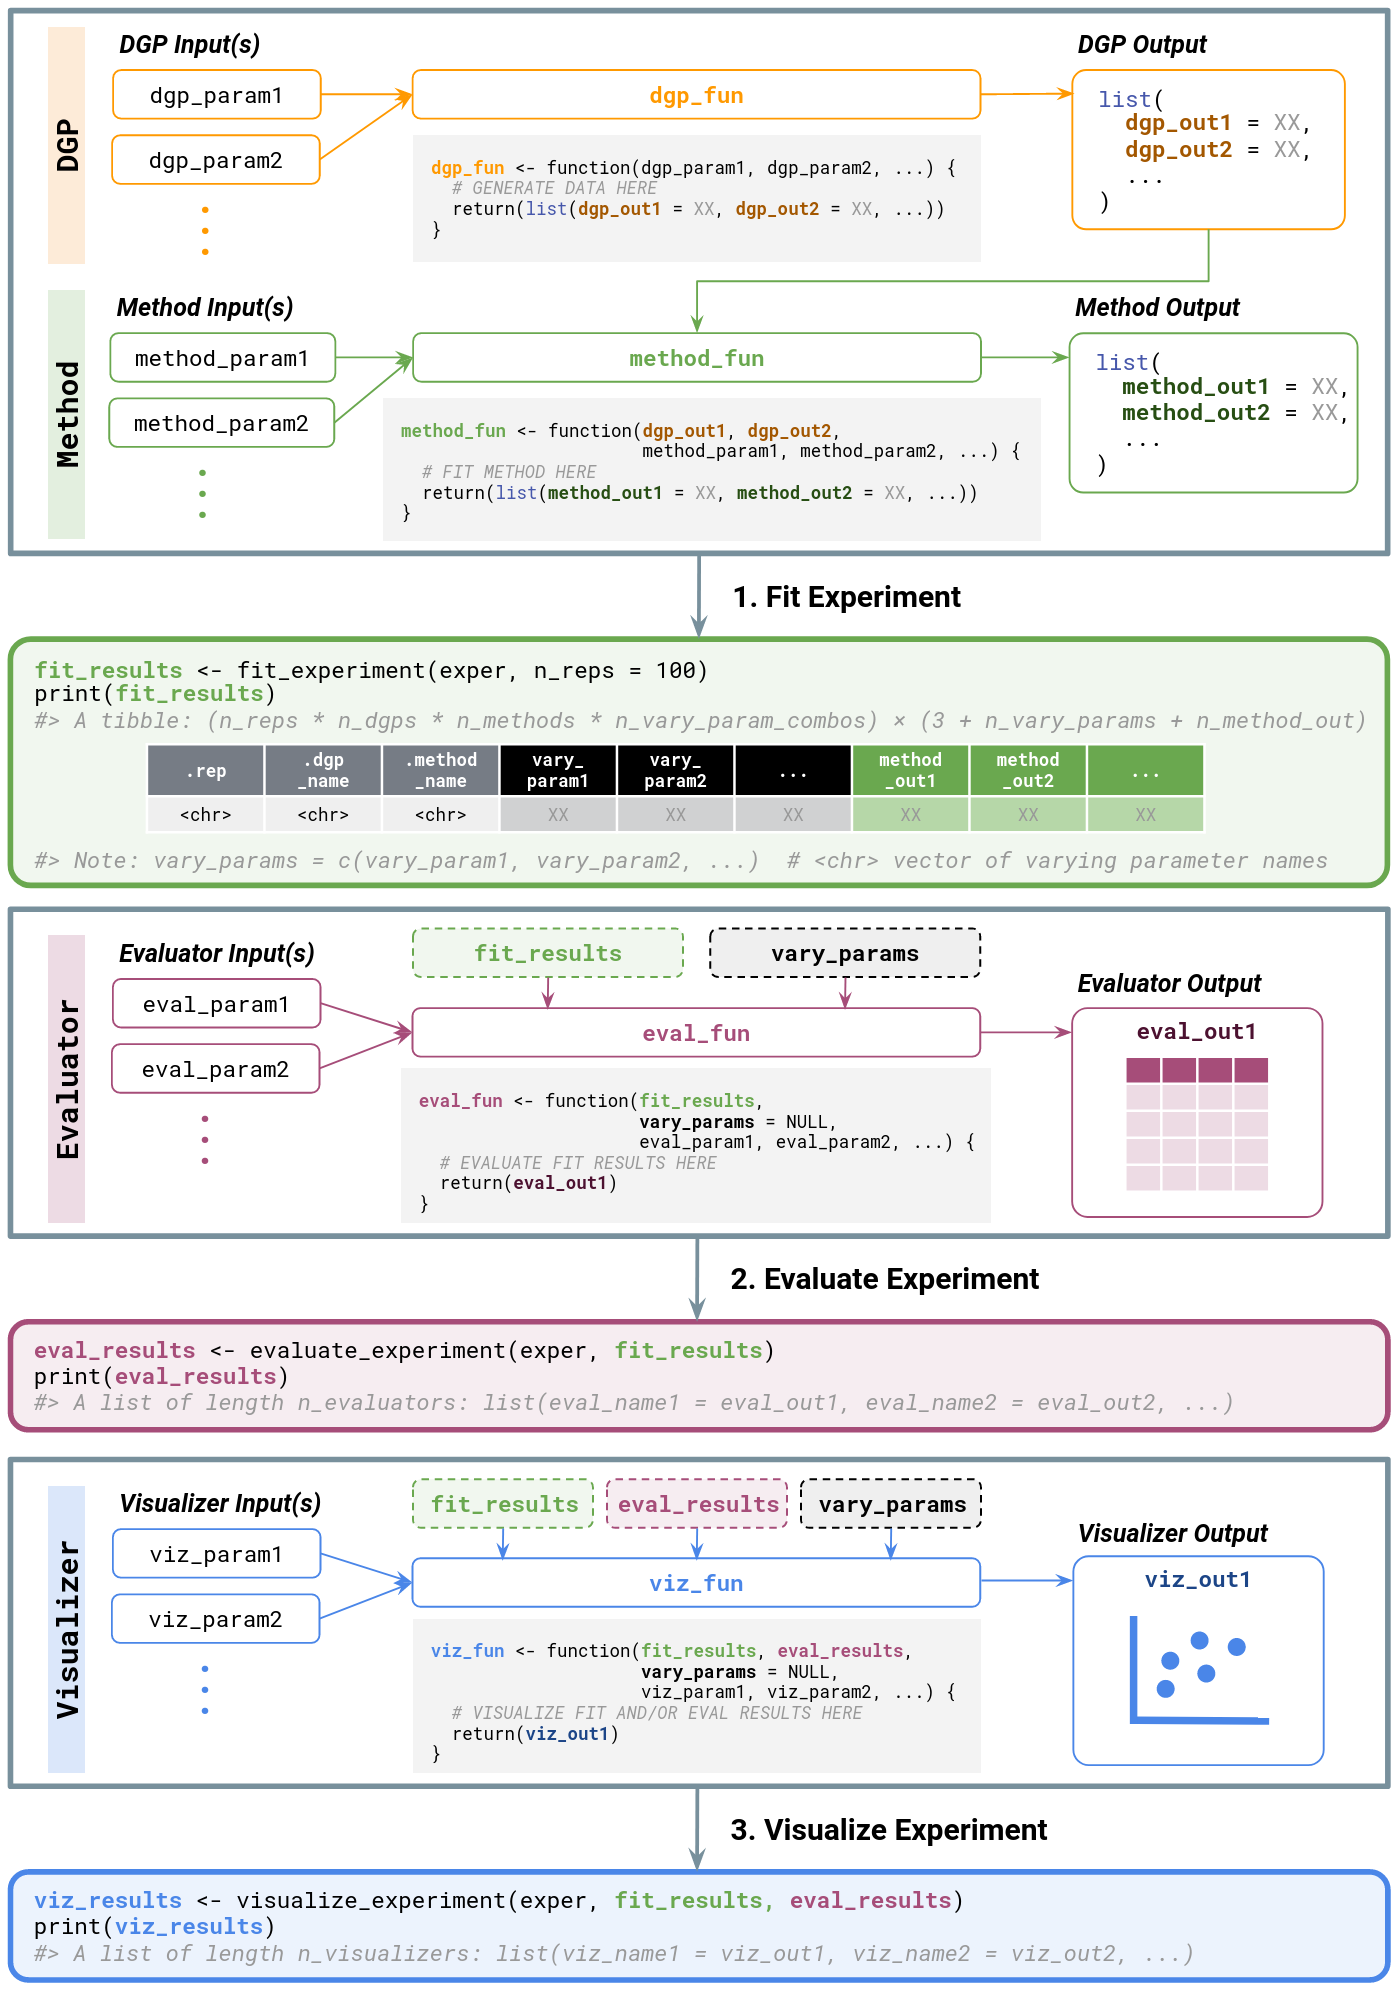 DGP
DGP Input(s)
dgp_param1
dgp_param2
dgp_fun
dgp_fun <- function(dgp_param1, dgp_param2, ...) {
  # GENERATE DATA HERE
  return(list(dgp_out1 = XX, dgp_out2 = XX, ...))
}
DGP Output
list(
  dgp_out1 = XX,
  dgp_out2 = XX,
  ...
)
Method
Method Input(s)
method_param1
method_param2
method_fun
method_fun <- function(dgp_out1, dgp_out2,
                       method_param1, method_param2, ...) {
  # FIT METHOD HERE
  return(list(method_out1 = XX, method_out2 = XX, ...))
}
Method Output
list(
  method_out1 = XX,
  method_out2 = XX,
  ...
)
1. Fit Experiment
fit_results <- fit_experiment(exper, n_reps = 100)
print(fit_results)
#> A tibble: (n_reps * n_dgps * n_methods * n_vary_param_combos) × (3 + n_vary_params + n_method_out)
.rep
.dgp
_name
.method
_name
vary_
param1
vary_
param2
...
method
_out1
method
_out2
...
<chr> <chr> <chr> XX XX XX XX XX XX
#> Note: vary_params = c(vary_param1, vary_param2, ...)  # <chr> vector of varying parameter names
Evaluator
Evaluator Input(s)
eval_param1
eval_param2
fit_results
vary_params
eval_fun
eval_fun <- function(fit_results,
                     vary_params = NULL,
                     eval_param1, eval_param2, ...) {
  # EVALUATE FIT RESULTS HERE
  return(eval_out1)
}
Evaluator Output
eval_out1
2. Evaluate Experiment
eval_results <- evaluate_experiment(exper, fit_results)
print(eval_results)
#> A list of length n_evaluators: list(eval_name1 = eval_out1, eval_name2 = eval_out2, ...)
Visualizer
Visualizer Input(s)
viz_param1
viz_param2
fit_results
eval_results
vary_params
viz_fun
viz_fun <- function(fit_results, eval_results,
                    vary_params = NULL,
                    viz_param1, viz_param2, ...) {
  # VISUALIZE FIT AND/OR EVAL RESULTS HERE
  return(viz_out1)
}
Visualizer Output
viz_out1
3. Visualize Experiment
viz_results <- visualize_experiment(exper, fit_results, eval_results)
print(viz_results)
#> A list of length n_visualizers: list(viz_name1 = viz_out1, viz_name2 = viz_out2, ...)